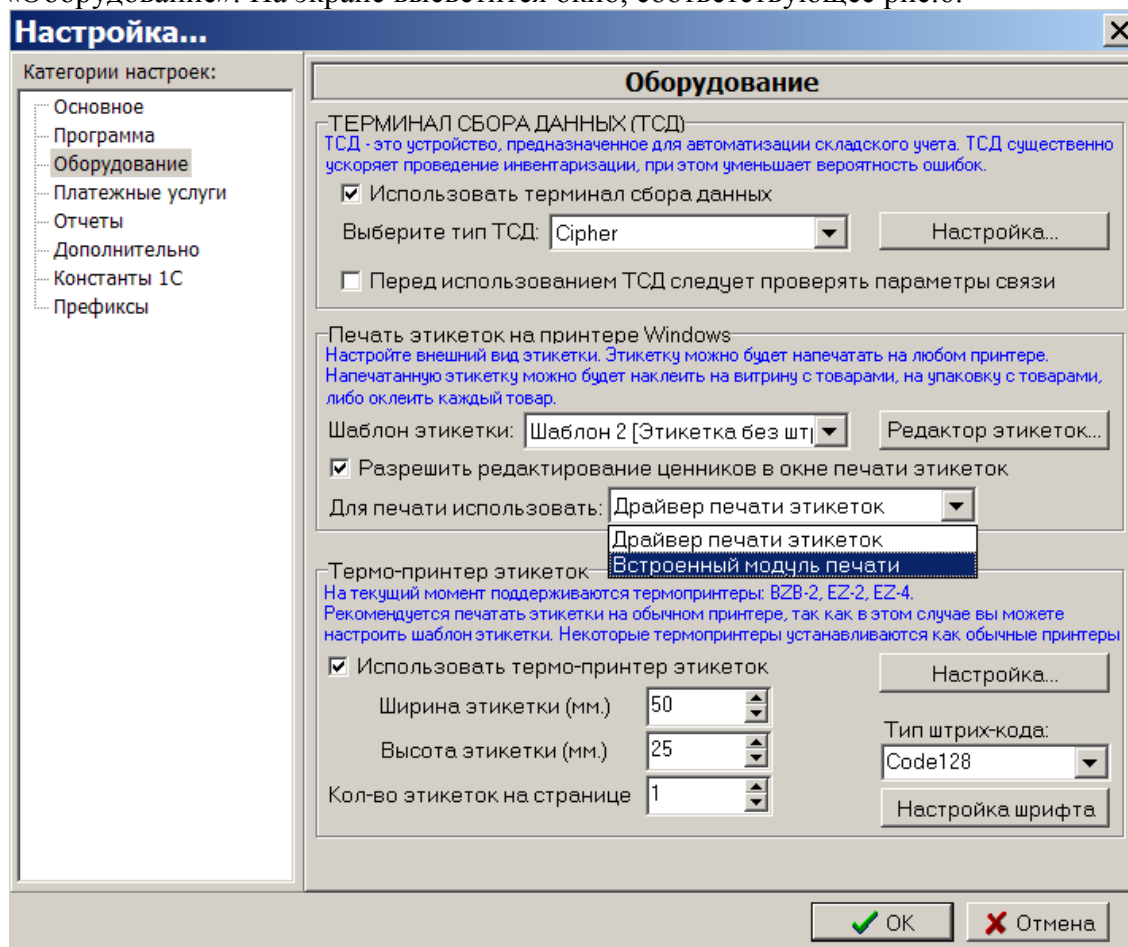 «Оборудование». На экране высветится окно, соответствующее рис.6.
Настройка...
Категории настроек:
Основное
Программа
Оборудование
Платежные услуги
Отчеты
Дополнительно
Константы 1С
Префиксы
Оборудование
ТЕРМИНАЛ СБОРА ДАННЫХ (ТСД)
ТСД - это устройство, предназначенное для автоматизации складского учета. ТСД существенно
ускоряет проведение инвентаризации, при этом уменьшает вероятность ошибок.
Использовать терминал сбора данных
Выберите тип ТСД: Cipher Настройка...
Перед использованием ТСД следует проверять параметры связи
Печать этикеток на принтере Windows
Настройте внешний вид этикетки. Этикетку можно будет напечатать на любом принтере.
Напечатанную этикетку можно будет наклеить на витрину с товарами, на упаковку с товарами,
либо оклеить каждый товар.
Шаблон этикетки: Шаблон 2 [Этикетка без шт Редактор этикеток...
Разрешить редактирование ценников в окне печати этикеток
Для печати использовать: Драйвер печати этикеток
Драйвер печати этикеток
Встроенный модуль печати
Термо-принтер этикеток
На текущий момент поддерживаются термопринтеры: BZB-2, EZ-2, EZ-4.
Рекомендуется печатать этикетки на обычном принтере, так как в этом случае вы можете
настроить шаблон этикетки. Некоторые термопринтеры устанавливаются как обычные принтеры
Использовать термо-принтер этикеток Настройка...
Ширина этикетки (мм.) 50
Тип штрих-кода:
Высота этикетки (мм.) 25 Code128
Кол-во этикеток на странице 1 Настройка шрифта
OK Отмена